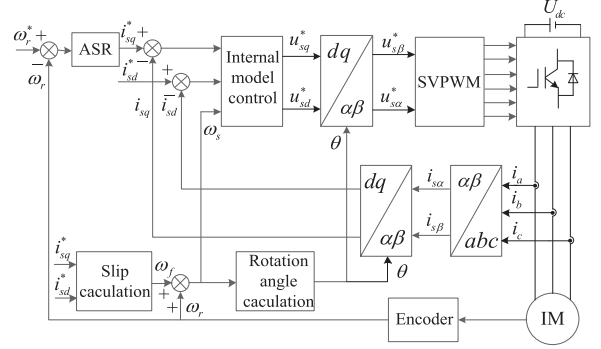 U_dc
ω_r* +
−
ω_r
ASR
i_sq* +
−
i_sd* +
−
i_sq
i_sd
Internal
model
control
ω_s
u_sq*
u_sd*
dq
αβ
θ
u_sβ*
u_sα*
SVPWM
dq
αβ
θ
i_sα
i_sβ
αβ
abc
i_a
i_b
i_c
i_sq*
i_sd*
Slip
caculation
ω_f
+
+
ω_r
Rotation
angle
caculation
Encoder
IM